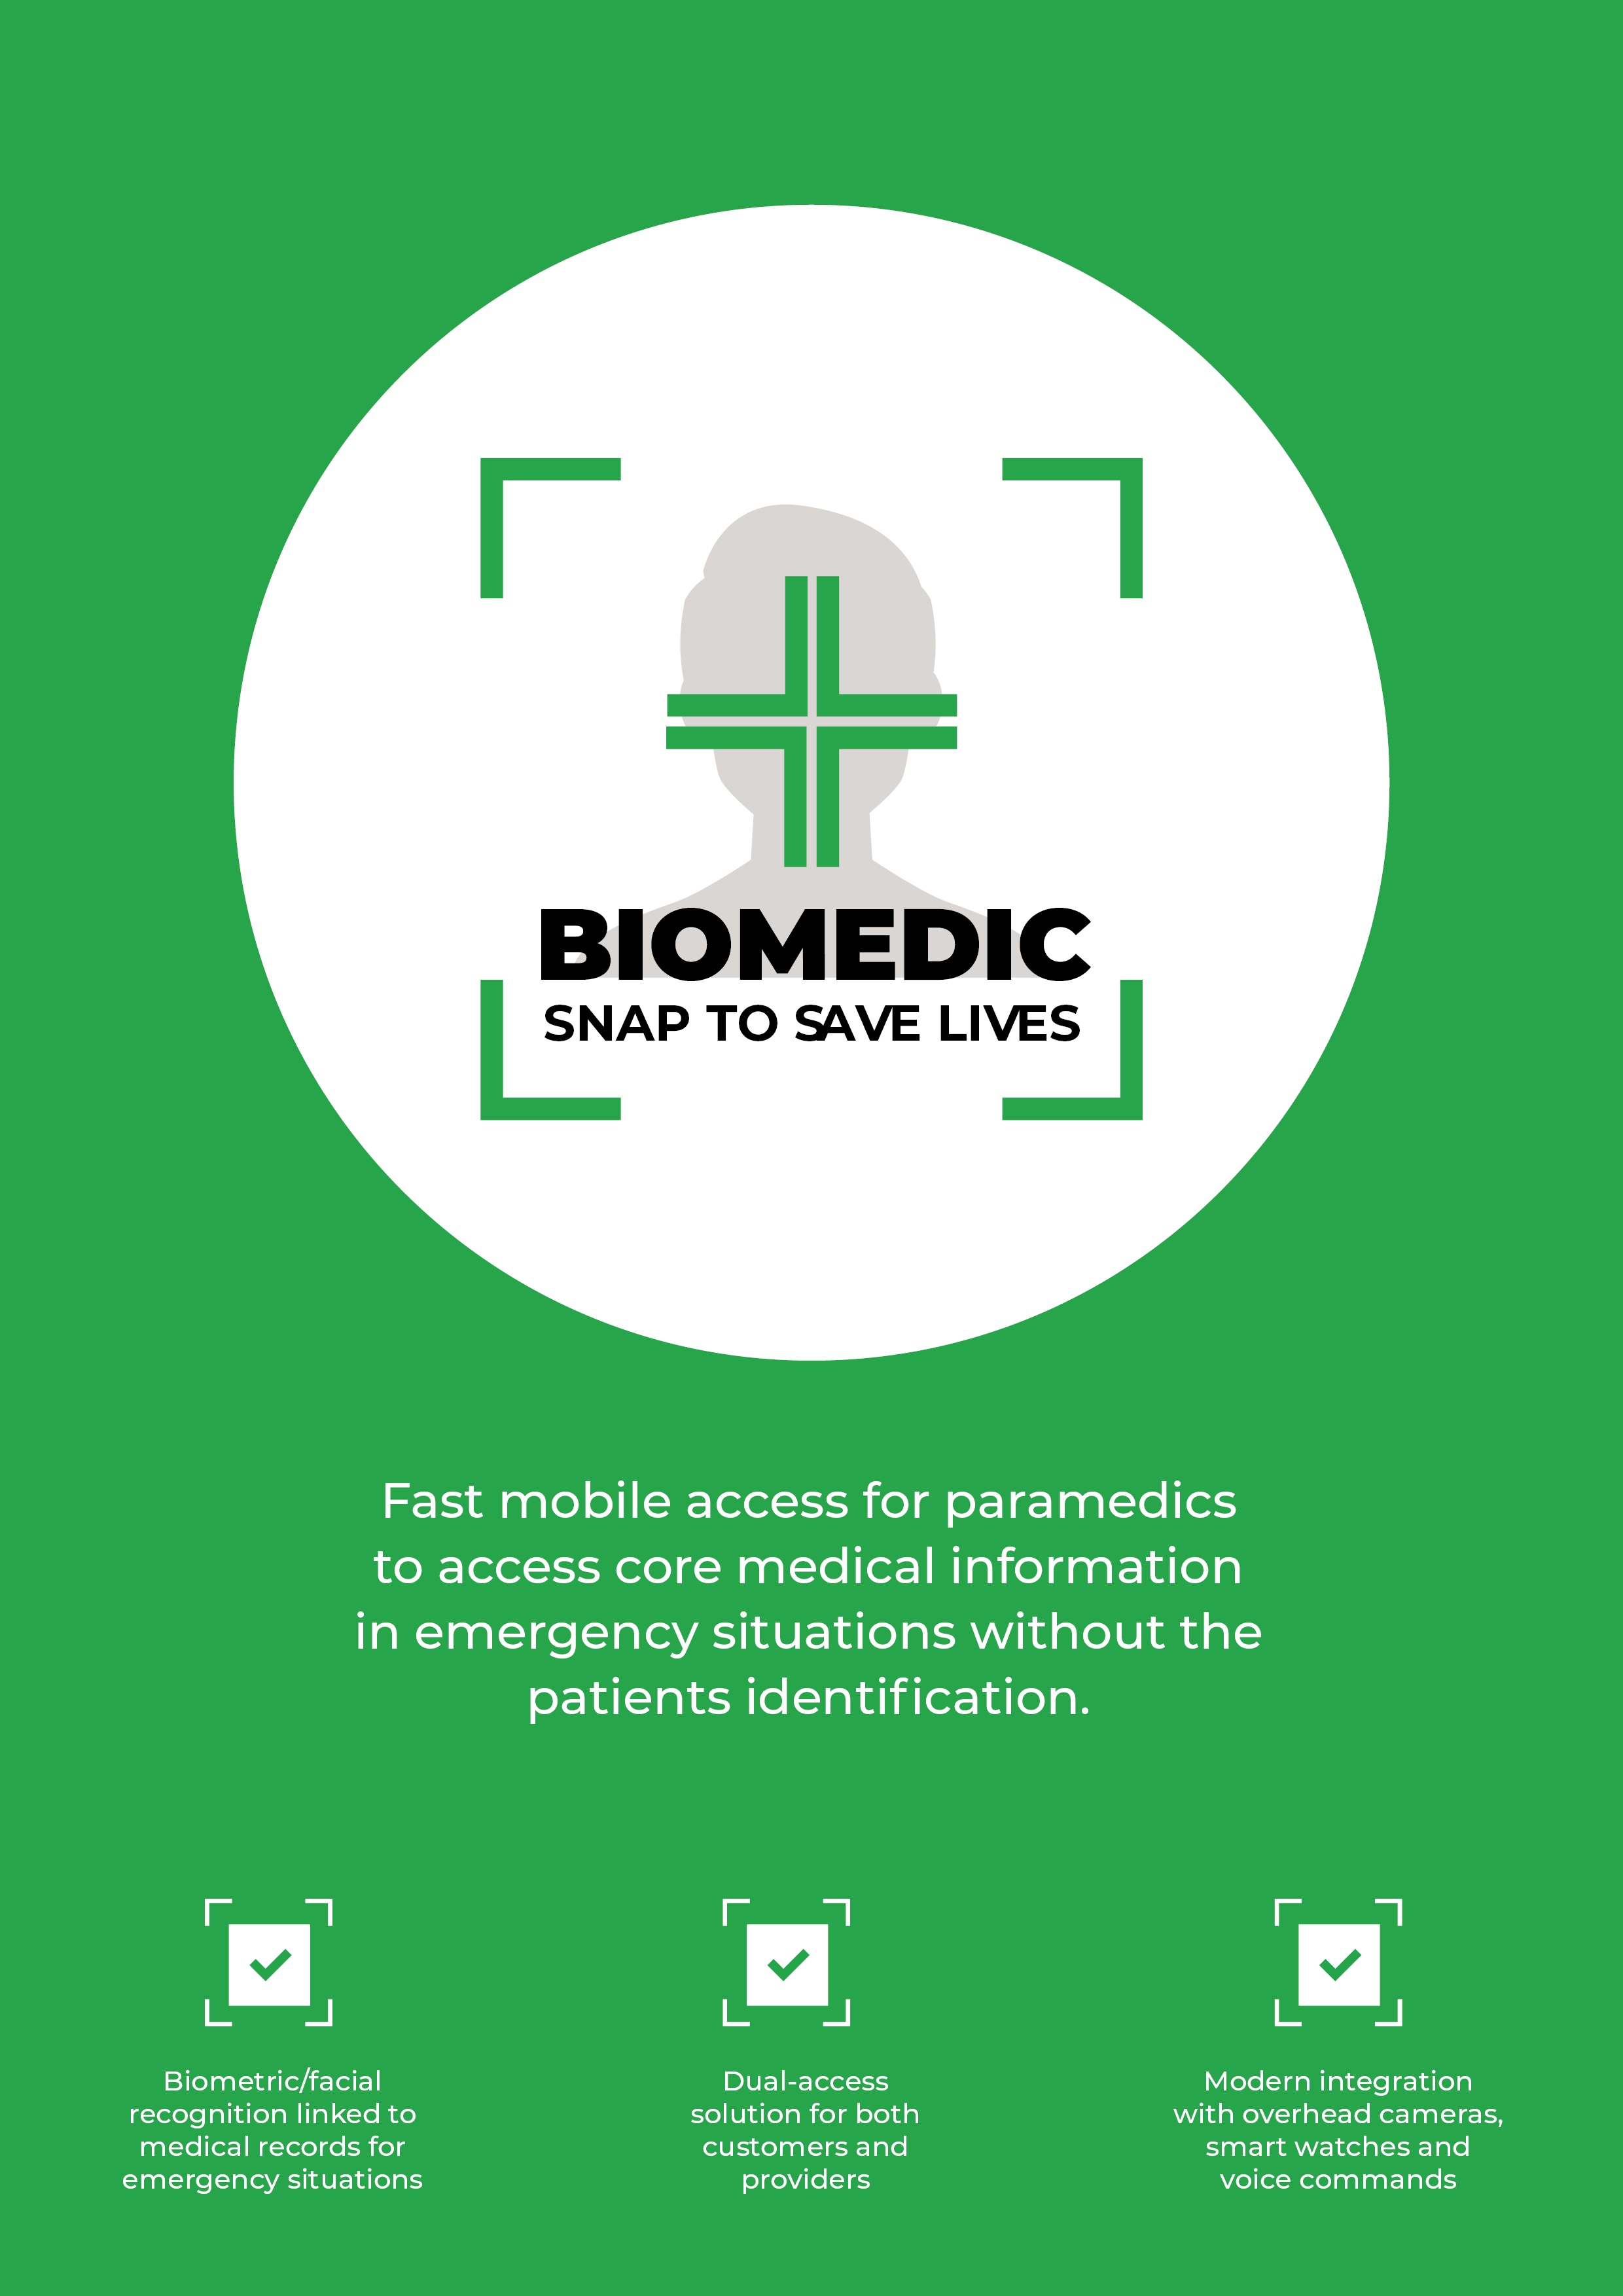 BIOMEDIC
SNAP TO SAVE LIVES
Fast mobile access for paramedics
to access core medical information
in emergency situations without the
patients identification.
Biometric/facial
recognition linked to
medical records for
emergency situations
Dual-access
solution for both
customers and
providers
Modern integration
with overhead cameras,
smart watches and
voice commands